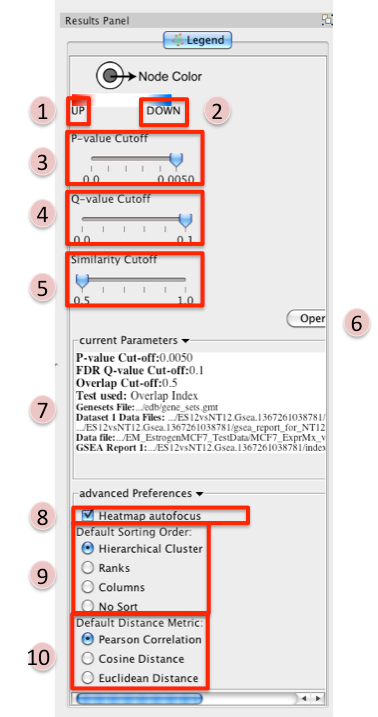 Results Panel
Legend
Node Color
1
UP
DOWN
2
P-value Cutoff
3
0.0
0.0050
Q-value Cutoff
4
0.0
0.1
Similarity Cutoff
5
0.5
1.0
Oper
6
current Parameters
P-value Cut-off:0.0050
FDR Q-value Cut-off:0.1
Overlap Cut-off:0.5
Test used: Overlap Index
7
Genesets File:.../edb/gene_sets.gmt
Dataset 1 Data Files: .../ES12vsNT12.Gsea.1367261038781/
.../ES12vsNT12.Gsea.1367261038781/gsea_report_for_NT12
Data file:.../EM_EstrogenMCF7_TestData/MCF7_ExprMx_v
GSEA Report 1:.../ES12vsNT12.Gsea.1367261038781/index
advanced Preferences
8
Heatmap autofocus
Default Sorting Order:
Hierarchical Cluster
9
Ranks
Columns
No Sort
Default Distance Metric:
Pearson Correlation
10
Cosine Distance
Euclidean Distance